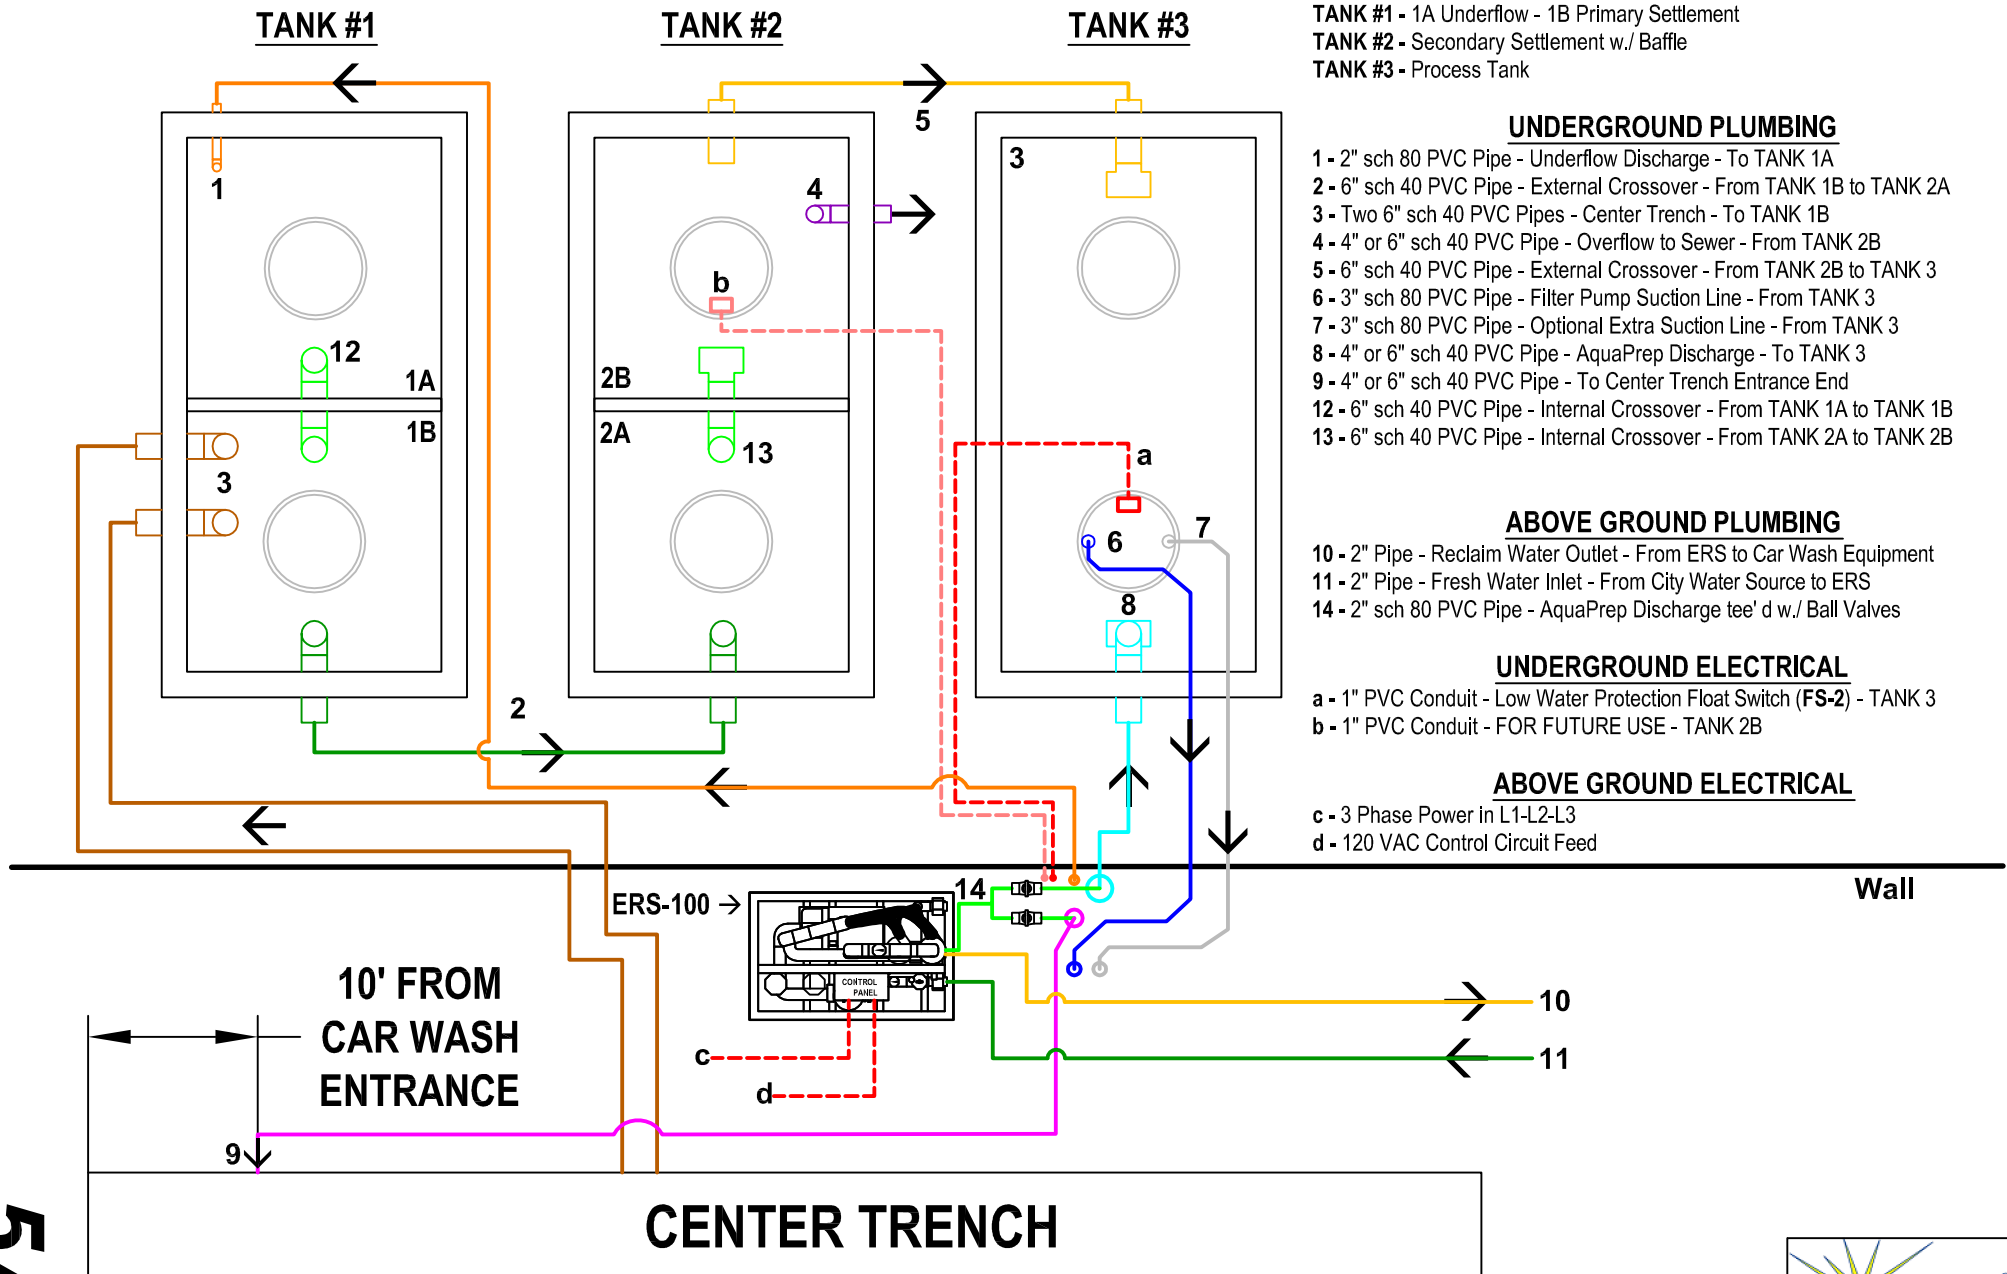 TANK #1
TANK #2
TANK #3
TANK #1 - 1A Underflow - 1B Primary Settlement
TANK #2 - Secondary Settlement w./ Baffle
TANK #3 - Process Tank
UNDERGROUND PLUMBING
1 - 2" sch 80 PVC Pipe - Underflow Discharge - To TANK 1A
2 - 6" sch 40 PVC Pipe - External Crossover - From TANK 1B to TANK 2A
3 - Two 6" sch 40 PVC Pipes - Center Trench - To TANK 1B
4 - 4" or 6" sch 40 PVC Pipe - Overflow to Sewer - From TANK 2B
5 - 6" sch 40 PVC Pipe - External Crossover - From TANK 2B to TANK 3
6 - 3" sch 80 PVC Pipe - Filter Pump Suction Line - From TANK 3
7 - 3" sch 80 PVC Pipe - Optional Extra Suction Line - From TANK 3
8 - 4" or 6" sch 40 PVC Pipe - AquaPrep Discharge - To TANK 3
9 - 4" or 6" sch 40 PVC Pipe - To Center Trench Entrance End
12 - 6" sch 40 PVC Pipe - Internal Crossover - From TANK 1A to TANK 1B
13 - 6" sch 40 PVC Pipe - Internal Crossover - From TANK 2A to TANK 2B
ABOVE GROUND PLUMBING
10 - 2" Pipe - Reclaim Water Outlet - From ERS to Car Wash Equipment
11 - 2" Pipe - Fresh Water Inlet - From City Water Source to ERS
14 - 2" sch 80 PVC Pipe - AquaPrep Discharge tee' d w./ Ball Valves
UNDERGROUND ELECTRICAL
a - 1" PVC Conduit - Low Water Protection Float Switch (FS-2) - TANK 3
b - 1" PVC Conduit - FOR FUTURE USE - TANK 2B
ABOVE GROUND ELECTRICAL
c - 3 Phase Power in L1-L2-L3
d - 120 VAC Control Circuit Feed
5
3
1
4
b
12
1A
2B
1B
2A
13
a
3
6
7
8
2
Wall
ERS-100
14
CONTROL
PANEL
10' FROM
CAR WASH
ENTRANCE
10
c
11
d
9
CENTER TRENCH
5